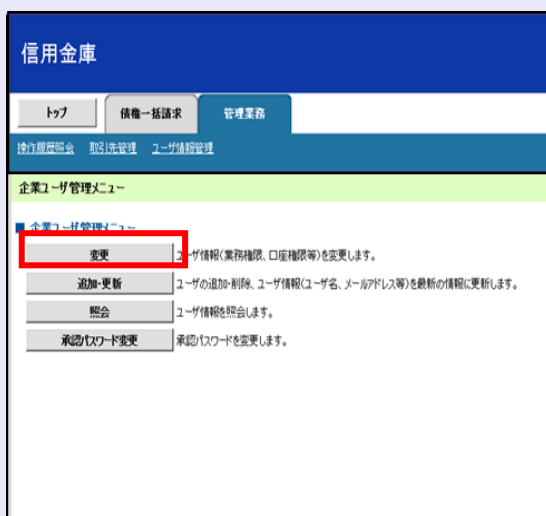 信用金庫
トップ 債権一括請求 管理業務
操作履歴照会 取引先管理 ユーザ情報管理
企業ユーザ管理メニュー
■ 企業ユーザ管理メニュー
変更 ユーザ情報(業務権限、口座権限等)を変更します。
追加・更新 ユーザの追加・削除、ユーザ情報(ユーザ名、メールアドレス等)を最新の情報に更新します。
照会 ユーザ情報を照会します。
承認パスワード変更 承認パスワードを変更します。